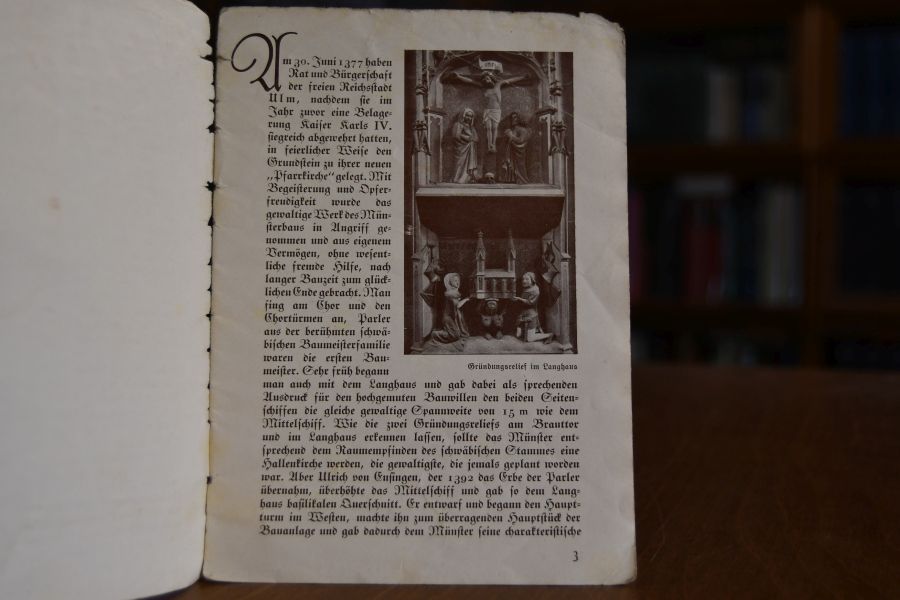 Am 30. Juni 1377 haben
Rat und Bürgerschaft
der freien Reichsstadt
Ulm, nachdem sie im
Jahr zuvor eine Belage-
rung Kaiser Karls IV.
siegreich abgewehrt hatten,
in feierlicher Weise den
Grundstein zu ihrer neuen
„Pfarrkirche“ gelegt. Mit
Begeisterung und Opfer-
freudigkeit wurde das
gewaltige Werk des Mün-
sterbaus in Angriff ge-
nommen und aus eigenem
Vermögen, ohne wesent-
liche fremde Hilfe, nach
langer Bauzeit zum glück-
lichen Ende gebracht. Man
fing am Chor und den
Chortürmen an, Parler
aus der berühmten schwä-
bischen Baumeisterfamilie
waren die ersten Bau-
meister. Sehr früh begann
Gründungsrelief im Langhaus
man auch mit dem Langhaus und gab dabei als sprechenden
Ausdruck für den hochgemuten Bauwillen den beiden Seiten-
schiffen die gleiche gewaltige Spannweite von 15 m wie dem
Mittelschiff. Wie die zwei Gründungsreliefs am Brauttor
und im Langhaus erkennen lassen, sollte das Münster ent-
sprechend dem Raumempfinden des schwäbischen Stammes eine
Hallenkirche werden, die gewaltigste, die jemals geplant worden
war. Aber Ulrich von Ensingen, der 1392 das Erbe der Parler
übernahm, überhöhte das Mittelschiff und gab so dem Lang-
haus basilikalen Querschnitt. Er entwarf und begann den Haupt-
turm im Westen, machte ihn zum überragenden Hauptstück der
Bauanlage und gab dadurch dem Münster seine charakteristische
3